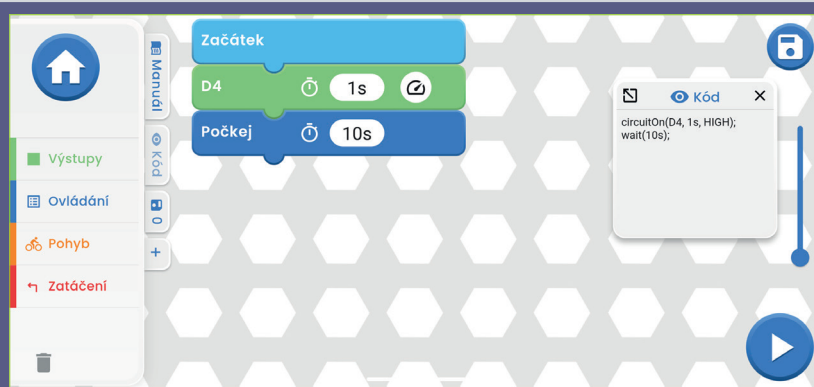 Začátek
D4
1s
Počkej
10s
Manuál
Kód
0
+
Výstupy
Ovládání
Pohyb
Zatáčení
Kód
circuitOn(D4, 1s, HIGH);
wait(10s);